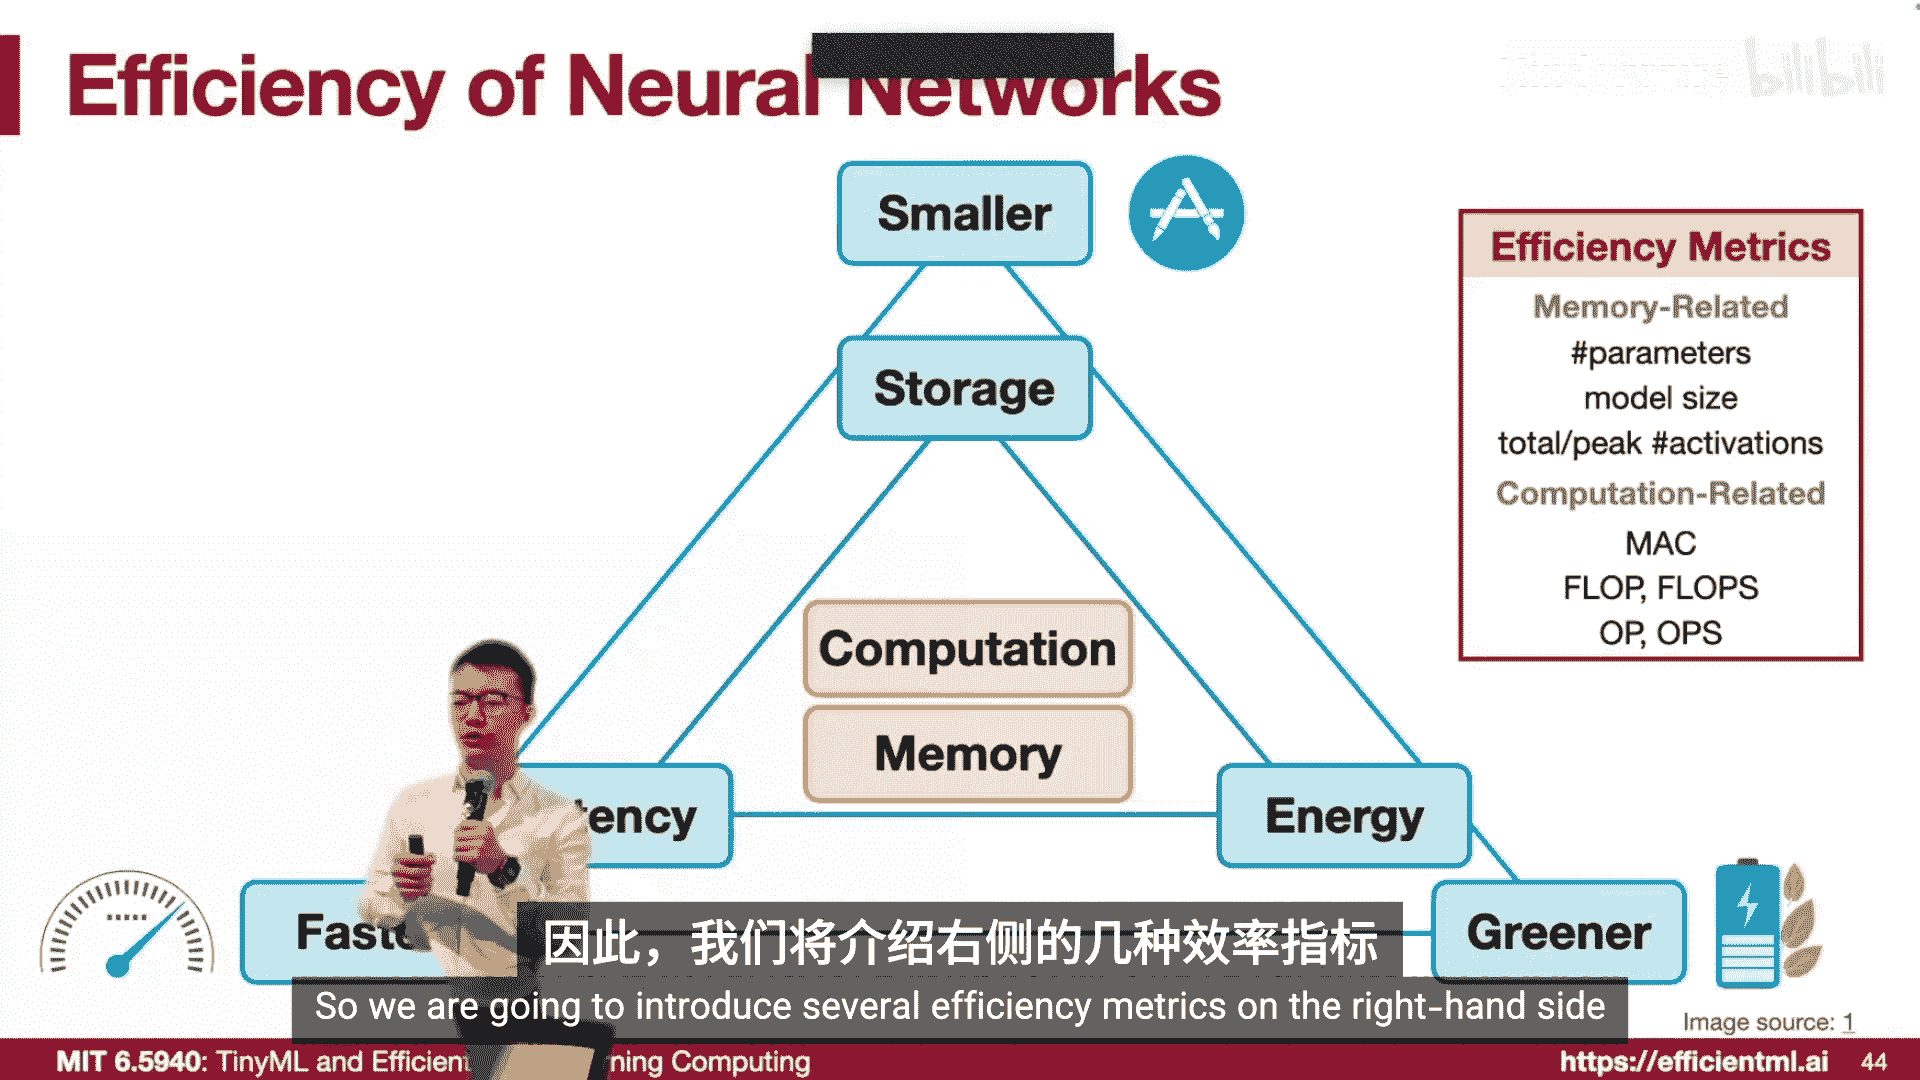 Efficiency of Neural Networks
bilibili
Smaller
Storage
Computation
Memory
Energy
Greener
Efficiency Metrics
Memory-Related
#parameters
model size
total/peak #activations
Computation-Related
MAC
FLOP, FLOPS
OP, OPS
因此，我们将介绍右侧的几种效率指标
So we are going to introduce several efficiency metrics on the right-hand side
Image source: 1
MIT 6.5940: TinyML and Efficient Computing
https://efficientml.ai 44